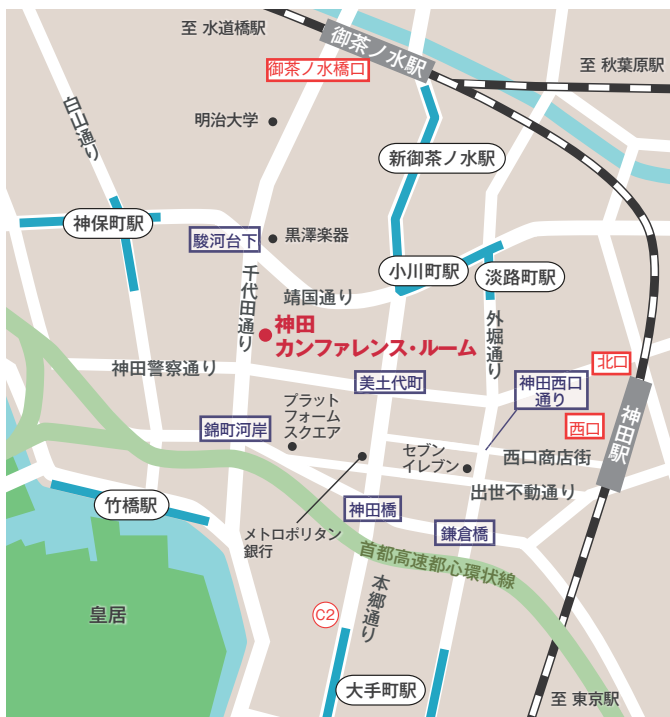 至 水道橋駅
御茶ノ水駅
御茶ノ水橋口
至 秋葉原駅
白山通り
明治大学
新御茶ノ水駅
神保町駅
駿河台下
黒澤楽器
小川町駅
淡路町駅
千代田通り
靖国通り
外堀通り
神田
カンファレンス・ルーム
神田警察通り
北口
美土代町
神田西口
通り
神田駅
プラット
フォーム
スクエア
錦町河岸
西口
セブン
イレブン
西口商店街
出世不動通り
竹橋駅
神田橋
メトロポリタン
銀行
鎌倉橋
首都高速都心環状線
皇居
C2
本郷通り
大手町駅
至 東京駅